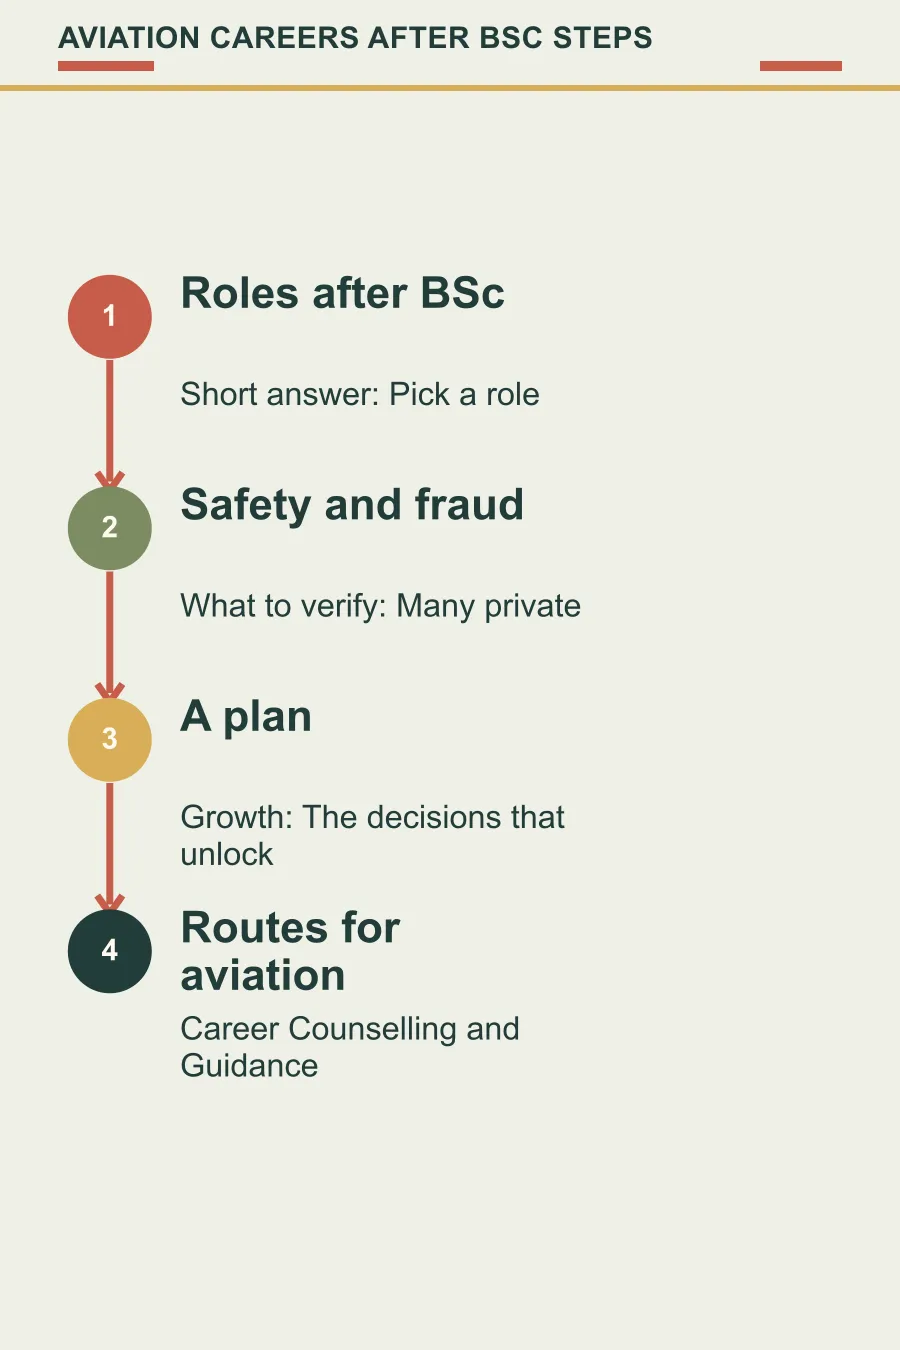 AVIATION CAREERS AFTER BSC STEPS
1
Roles after BSc
Short answer: Pick a role
2
Safety and fraud
What to verify: Many private
3
A plan
Growth: The decisions that
unlock
4
Routes for
aviation
Career Counselling and
Guidance